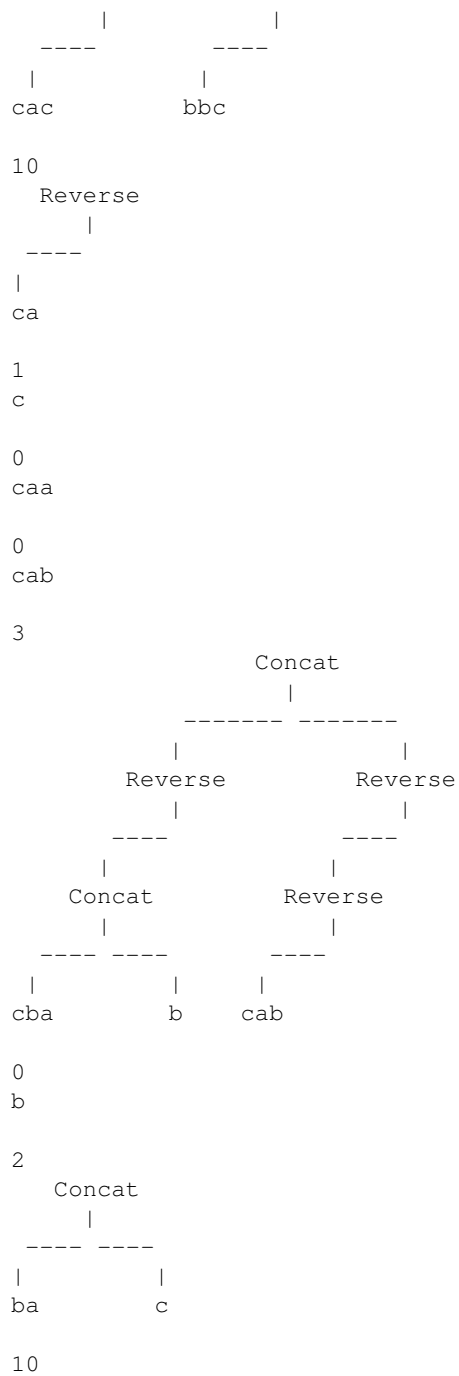 |             |
----        ----
|             |
cac           bbc
10
Reverse
|
----
|
ca
1
c
0
caa
0
cab
3
Concat
|
------- -------
|                   |
Reverse           Reverse
|                   |
----              ----
|                   |
Concat          Reverse
|                   |
---- ----         ----
|            |      |
cba           b     cab
0
b
2
Concat
|
---- ----
|            |
ba           c
10